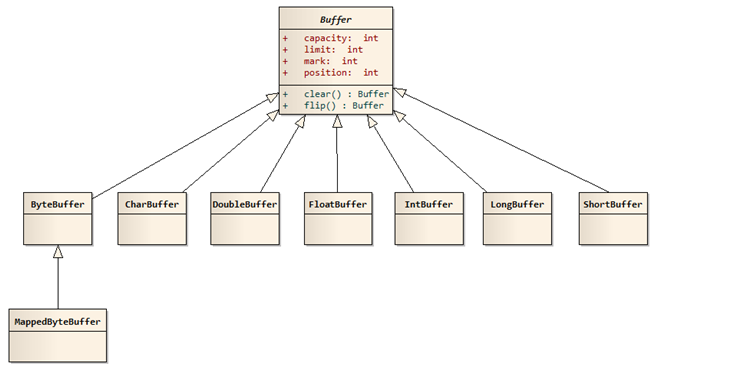 Buffer
+ capacity: int
+ limit: int
+ mark: int
+ position: int
+ clear() : Buffer
+ flip() : Buffer
ByteBuffer
CharBuffer
DoubleBuffer
FloatBuffer
IntBuffer
LongBuffer
ShortBuffer
MappedByteBuffer